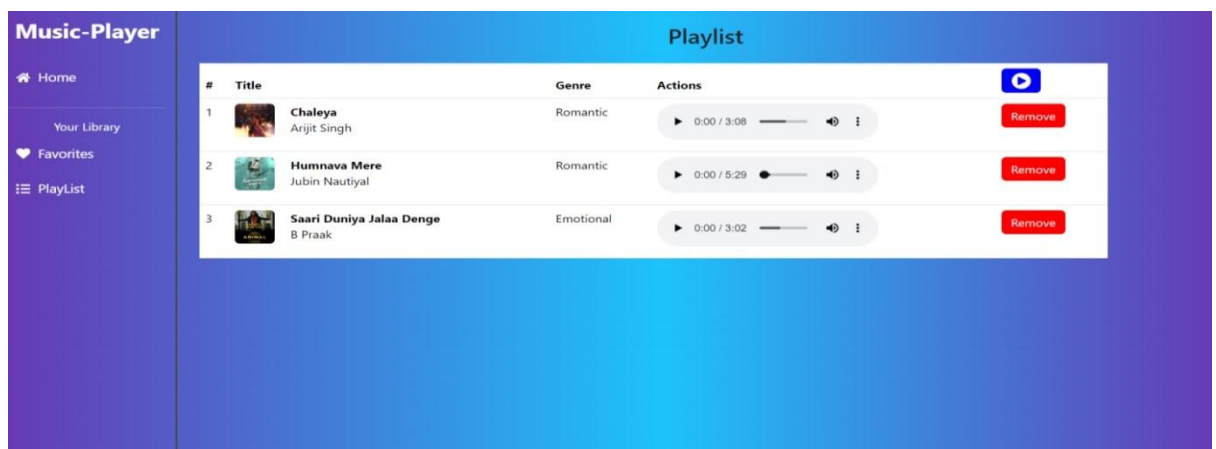 Music-Player
Home
Your Library
Favorites
PlayList
Playlist
# Title Genre Actions
1 Chaleya Romantic 0:00 / 3:08 Remove
Arijit Singh
2 Humnava Mere Romantic 0:00 / 5:29 Remove
Jubin Nautiyal
3 Saari Duniya Jalaa Denge Emotional 0:00 / 3:02 Remove
B Praak
ANIMAL